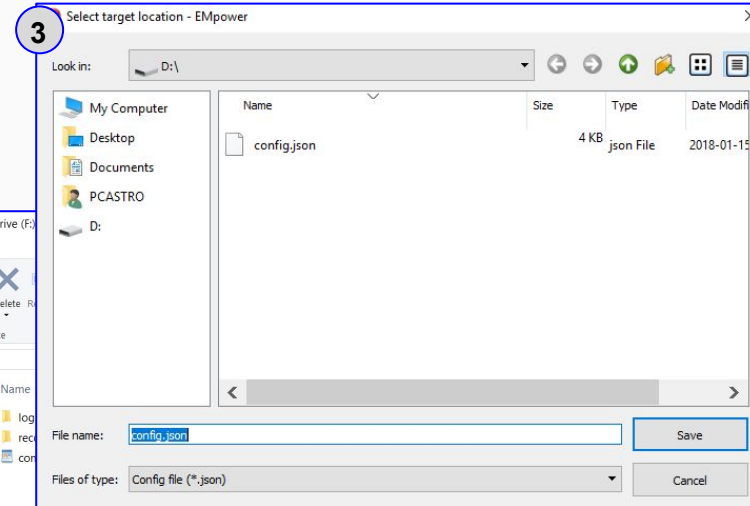 3
Select target location - EMpower
Look in:
D:\
My Computer
Desktop
Documents
PCASTRO
D:
Name
Size
Type
Date Modifi
config.json
4 KB
json File
2018-01-15
File name:
config.json
Save
Files of type:
Config file (*.json)
Cancel
rive (F:)
elete
Re
e
Name
log
rec
con